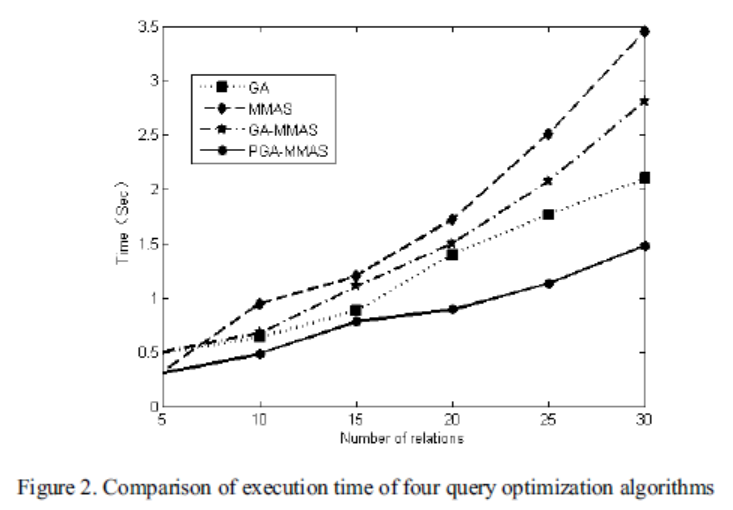 3.5
3
2.5
2
1.5
1
0.5
0
Time (Sec)
GA
MMAS
GA-MMAS
PGA-MMAS
5 10 15 20 25 30
Number of relations
Figure 2. Comparison of execution time of four query optimization algorithms